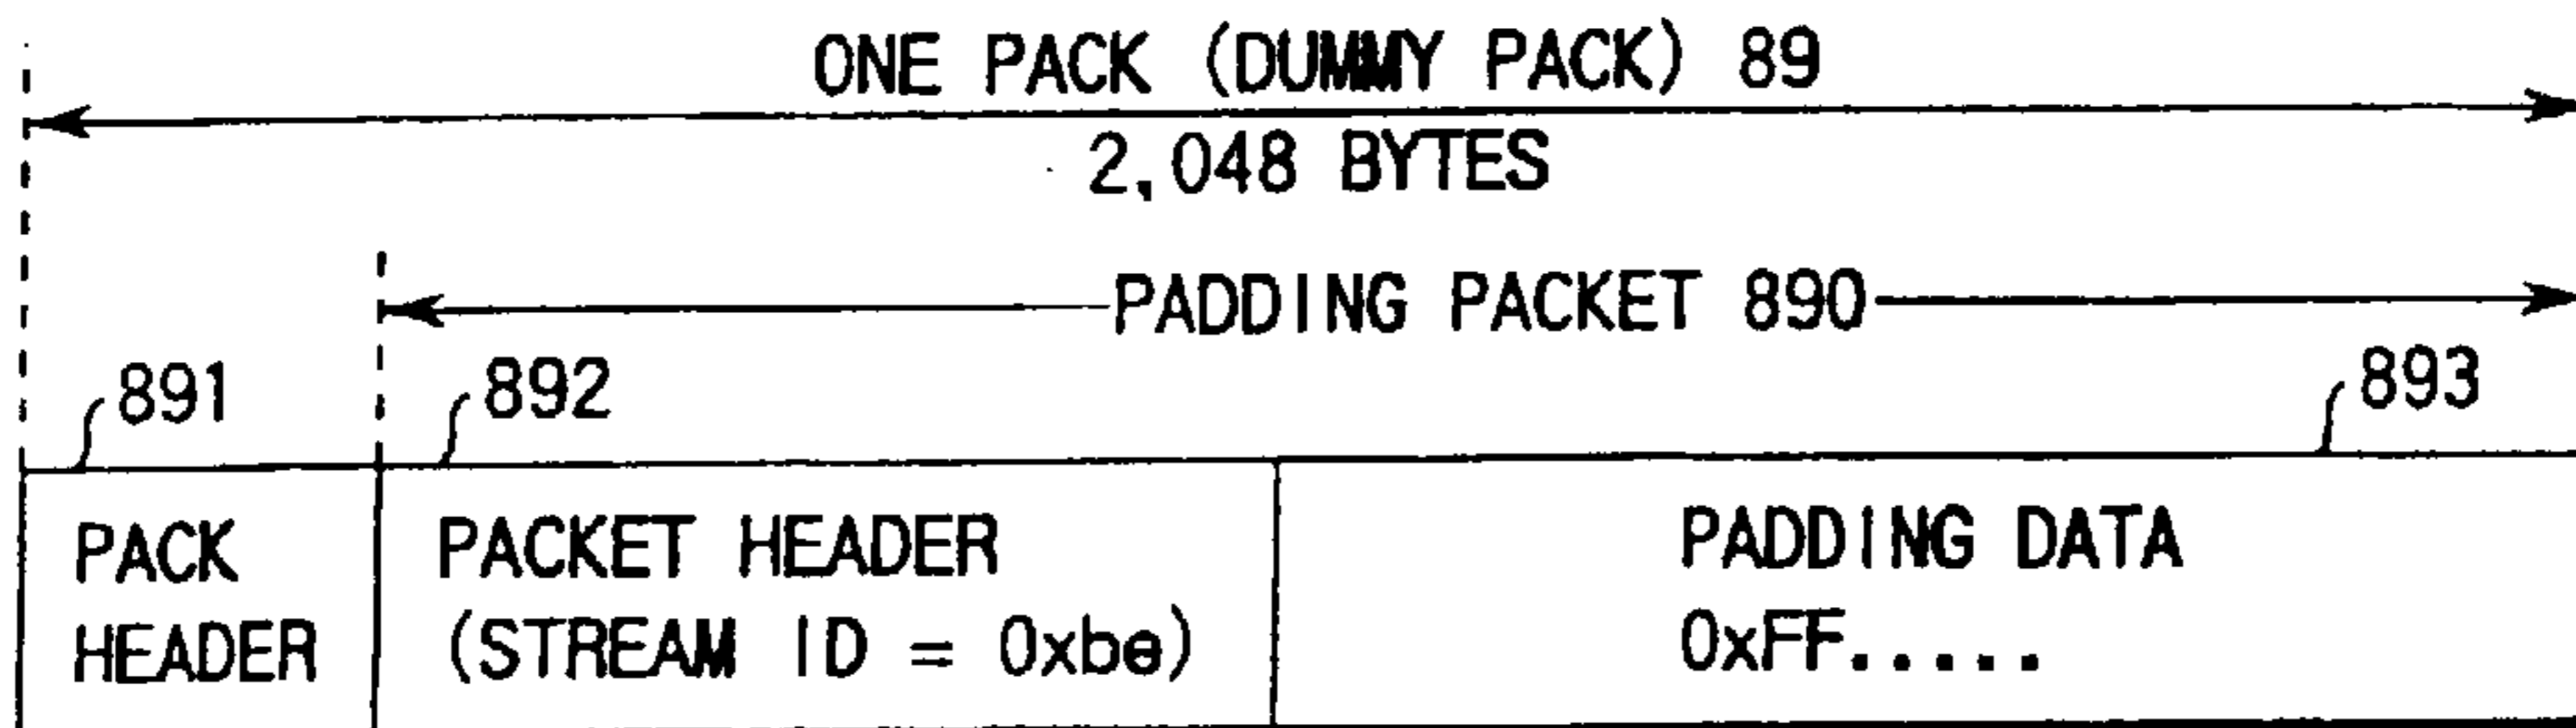 ONE PACK (DUMMY PACK) 89
2,048 BYTES
PADDING PACKET 890
891
892
893
PACK
HEADER
PACKET HEADER
(STREAM ID = 0xbe)
PADDING DATA
0xFF.....